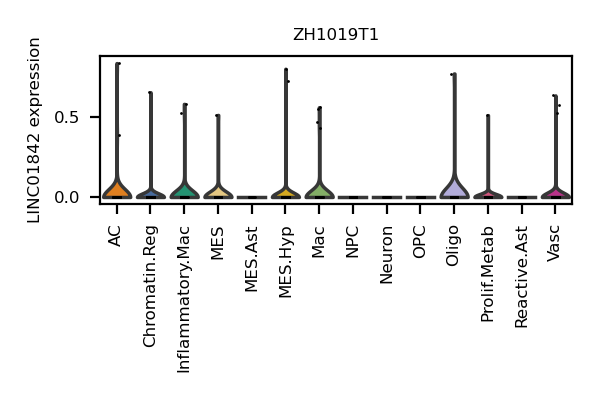 ZH1019T1
LINC01842 expression
0.5
0.0
AC
Chromatin.Reg
Inflammatory.Mac
MES
MES.Ast
MES.Hyp
Mac
NPC
Neuron
OPC
Oligo
Prolif.Metab
Reactive.Ast
Vasc